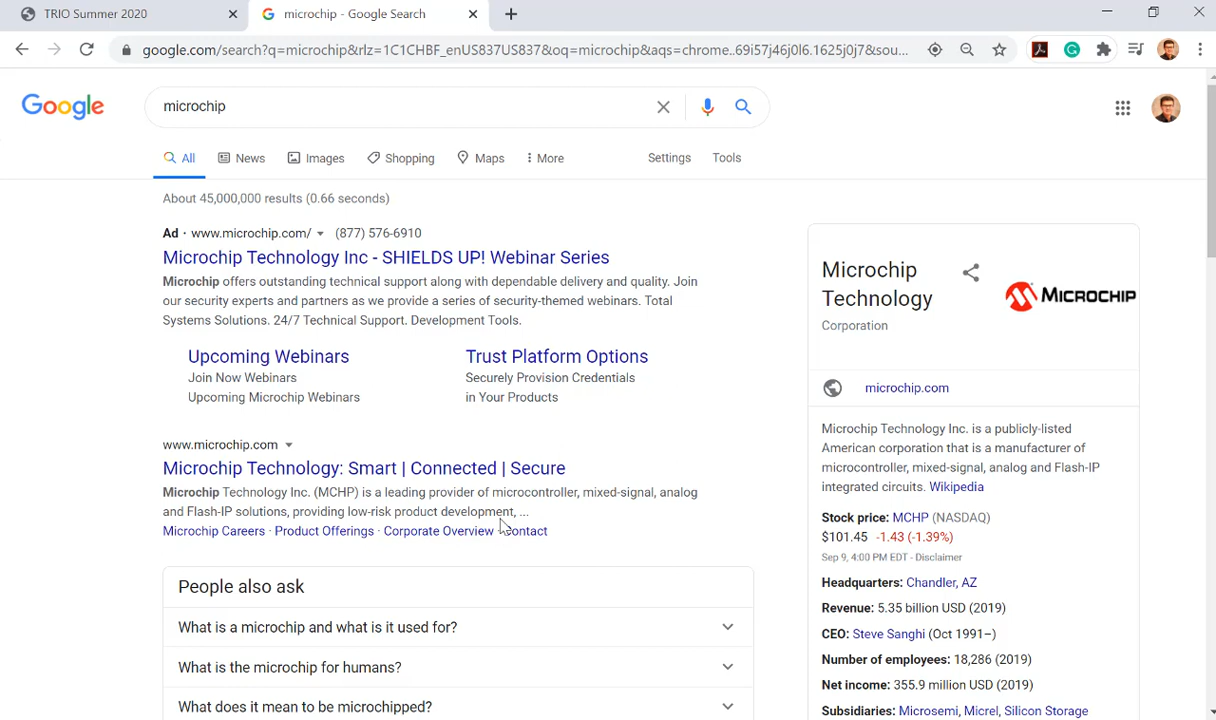 TRIO Summer 2020
microchip - Google Search
google.com/search?q=microchip&rlz=1C1CHBF_enUS837US837&oq=microchip&aqs=chrome..69i57j46j0l6.1625j0j7&sou...
Google
microchip
All
News
Images
Shopping
Maps
More
Settings
Tools
About 45,000,000 results (0.66 seconds)
Ad · www.microchip.com/ (877) 576-6910
Microchip Technology Inc - SHIELDS UP! Webinar Series
Microchip offers outstanding technical support along with dependable delivery and quality. Join
our security experts and partners as we provide a series of security-themed webinars. Total
Systems Solutions. 24/7 Technical Support. Development Tools.
Upcoming Webinars
Join Now Webinars
Upcoming Microchip Webinars
Trust Platform Options
Securely Provision Credentials
in Your Products
www.microchip.com
Microchip Technology: Smart | Connected | Secure
Microchip Technology Inc. (MCHP) is a leading provider of microcontroller, mixed-signal, analog
and Flash-IP solutions, providing low-risk product development, ...
Microchip Careers · Product Offerings · Corporate Overview · Contact
People also ask
What is a microchip and what is it used for?
What is the microchip for humans?
What does it mean to be microchipped?
Microchip
Technology
Corporation
MICROCHIP
microchip.com
Microchip Technology Inc. is a publicly-listed
American corporation that is a manufacturer of
microcontroller, mixed-signal, analog and Flash-IP
integrated circuits. Wikipedia
Stock price: MCHP (NASDAQ)
$101.45 -1.43 (-1.39%)
Sep 9, 4:00 PM EDT - Disclaimer
Headquarters: Chandler, AZ
Revenue: 5.35 billion USD (2019)
CEO: Steve Sanghi (Oct 1991–)
Number of employees: 18,286 (2019)
Net income: 355.9 million USD (2019)
Subsidiaries: Microsemi, Micrel, Silicon Storage